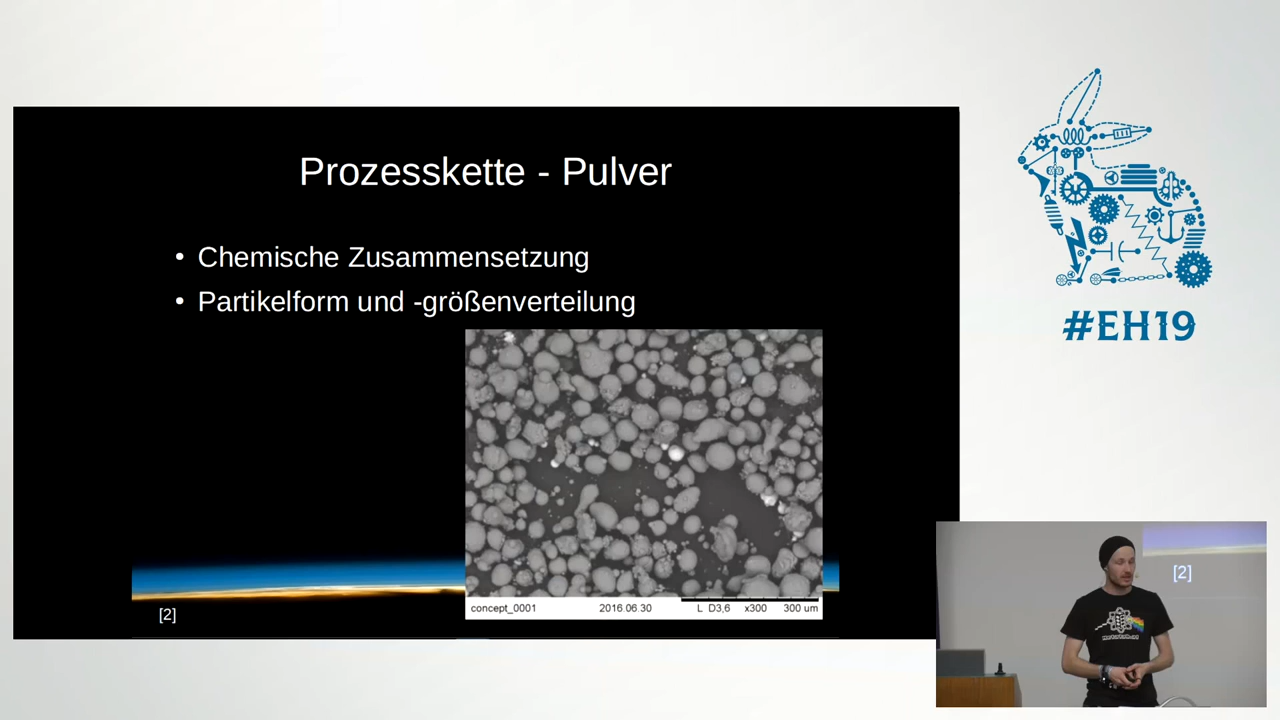 Prozesskette - Pulver
• Chemische Zusammensetzung
• Partikelform und -größenverteilung
concept_0001 2016.06.30 L D3,6 x300 300 um
[2]
#EH19
[2]